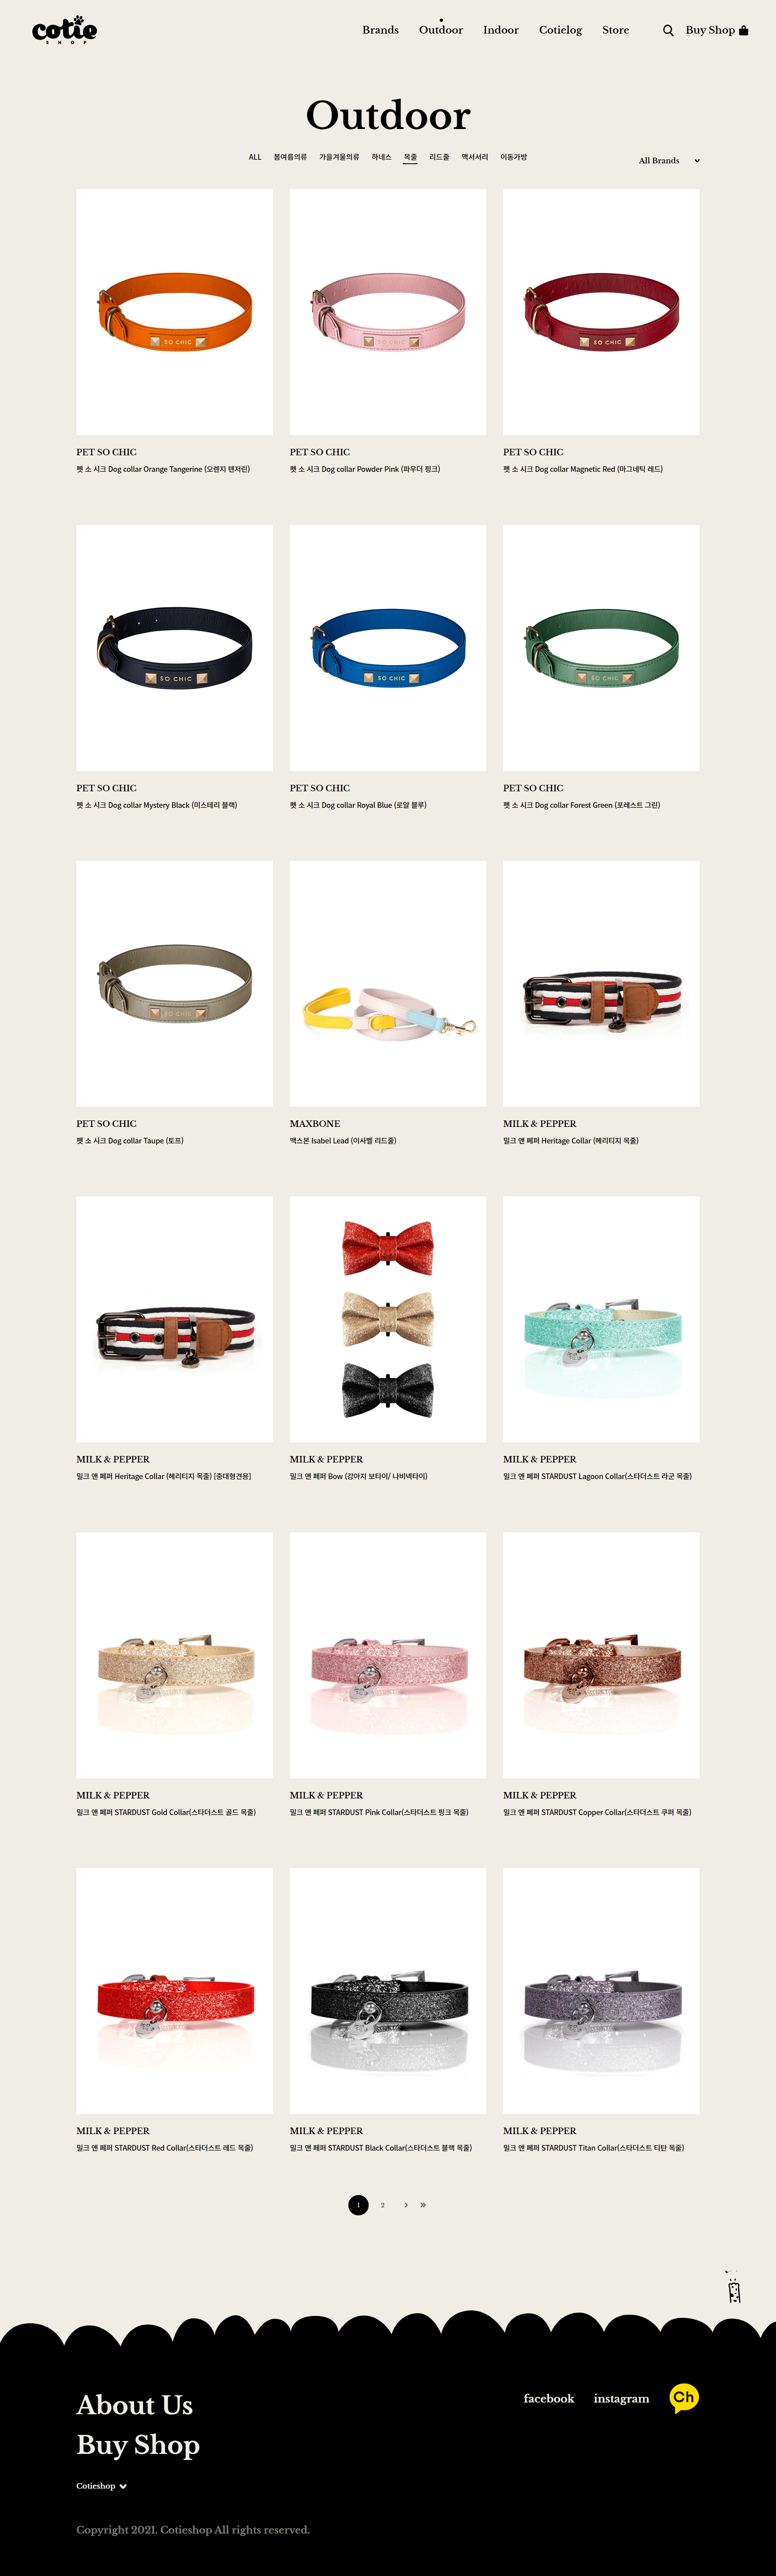 cotie
SHOP
Brands Outdoor Indoor Cotielog Store Buy Shop
Outdoor
ALL 봄여름의류 가을겨울의류 하네스 목줄 리드줄 액서서리 이동가방
All Brands
SO CHIC SO CHIC SO CHIC
PET SO CHIC PET SO CHIC PET SO CHIC
펫 소 시크 Dog collar Orange Tangerine (오렌지 텐저린) 펫 소 시크 Dog collar Powder Pink (파우더 핑크) 펫 소 시크 Dog collar Magnetic Red (마그네틱 레드)
SO CHIC SO CHIC SO CHIC
PET SO CHIC PET SO CHIC PET SO CHIC
펫 소 시크 Dog collar Mystery Black (미스테리 블랙) 펫 소 시크 Dog collar Royal Blue (로얄 블루) 펫 소 시크 Dog collar Forest Green (포레스트 그린)
SO CHIC
PET SO CHIC MAXBONE MILK & PEPPER
펫 소 시크 Dog collar Taupe (토프) 맥스본 Isabel Lead (이사벨 리드줄) 밀크 앤 페퍼 Heritage Collar (헤리티지 목줄)
MILK & PEPPER MILK & PEPPER MILK & PEPPER
밀크 앤 페퍼 Heritage Collar (헤리티지 목줄) [중대형견용] 밀크 앤 페퍼 Bow (강아지 보타이/ 나비넥타이) 밀크 앤 페퍼 STARDUST Lagoon Collar(스타더스트 라군 목줄)
MILK & PEPPER MILK & PEPPER MILK & PEPPER
밀크 앤 페퍼 STARDUST Gold Collar(스타더스트 골드 목줄) 밀크 앤 페퍼 STARDUST Pink Collar(스타더스트 핑크 목줄) 밀크 앤 페퍼 STARDUST Copper Collar(스타더스트 쿠퍼 목줄)
MILK & PEPPER MILK & PEPPER MILK & PEPPER
밀크 앤 페퍼 STARDUST Red Collar(스타더스트 레드 목줄) 밀크 앤 페퍼 STARDUST Black Collar(스타더스트 블랙 목줄) 밀크 앤 페퍼 STARDUST Titan Collar(스타더스트 티탄 목줄)
1 2 › »
About Us
facebook instagram Ch
Buy Shop
Cotieshop
Copyright 2021. Cotieshop All rights reserved.